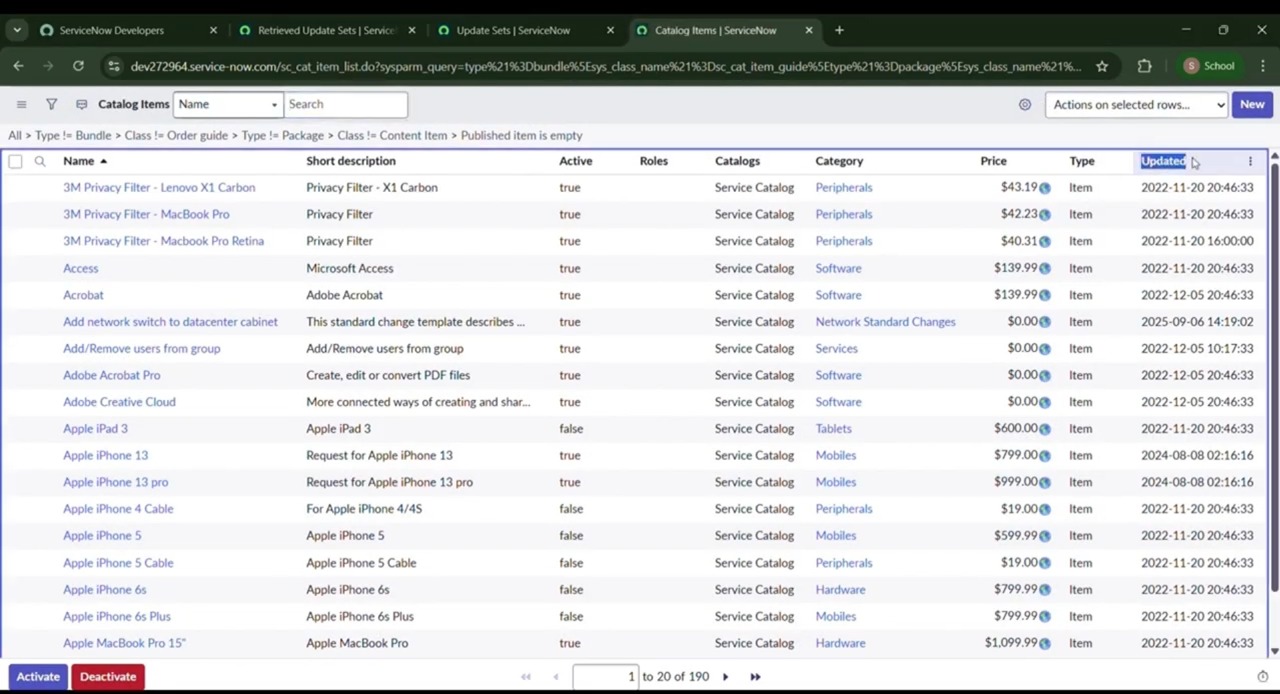 ServiceNow Developers
Retrieved Update Sets | Service
Update Sets | ServiceNow
Catalog Items | ServiceNow
dev272964.service-now.com/sc_cat_item_list.do?sysparm_query=type%21%3Dbundle%5Esys_class_name%21%3Dsc_cat_item_guide%5Etype%21%3Dpackage%5Esys_class_name%21%...
S School
Catalog Items Name Search Actions on selected rows... New
All > Type != Bundle > Class != Order guide > Type != Package > Class != Content Item > Published item is empty
Name Short description Active Roles Catalogs Category Price Type Updated
3M Privacy Filter - Lenovo X1 Carbon Privacy Filter - X1 Carbon true Service Catalog Peripherals $43.19 Item 2022-11-20 20:46:33
3M Privacy Filter - MacBook Pro Privacy Filter true Service Catalog Peripherals $42.23 Item 2022-11-20 20:46:33
3M Privacy Filter - Macbook Pro Retina Privacy Filter true Service Catalog Peripherals $40.31 Item 2022-11-20 16:00:00
Access Microsoft Access true Service Catalog Software $139.99 Item 2022-11-20 20:46:33
Acrobat Adobe Acrobat true Service Catalog Software $139.99 Item 2022-12-05 20:46:33
Add network switch to datacenter cabinet This standard change template describes ... true Service Catalog Network Standard Changes $0.00 Item 2025-09-06 14:19:02
Add/Remove users from group Add/Remove users from group true Service Catalog Services $0.00 Item 2022-12-05 10:17:33
Adobe Acrobat Pro Create, edit or convert PDF files true Service Catalog Software $0.00 Item 2022-12-05 20:46:33
Adobe Creative Cloud More connected ways of creating and shar... true Service Catalog Software $0.00 Item 2022-12-05 20:46:33
Apple iPad 3 Apple iPad 3 false Service Catalog Tablets $600.00 Item 2022-11-20 20:46:33
Apple iPhone 13 Request for Apple iPhone 13 true Service Catalog Mobiles $799.00 Item 2024-08-08 02:16:16
Apple iPhone 13 pro Request for Apple iPhone 13 pro true Service Catalog Mobiles $999.00 Item 2024-08-08 02:16:16
Apple iPhone 4 Cable For Apple iPhone 4/4S false Service Catalog Peripherals $19.00 Item 2022-11-20 20:46:33
Apple iPhone 5 Apple iPhone 5 false Service Catalog Mobiles $599.99 Item 2022-11-20 20:46:33
Apple iPhone 5 Cable Apple iPhone 5 Cable false Service Catalog Peripherals $19.00 Item 2022-11-20 20:46:33
Apple iPhone 6s Apple iPhone 6s false Service Catalog Hardware $799.99 Item 2022-11-20 20:46:33
Apple iPhone 6s Plus Apple iPhone 6s Plus false Service Catalog Mobiles $799.99 Item 2022-11-20 20:46:33
Apple MacBook Pro 15" Apple MacBook Pro true Service Catalog Hardware $1,099.99 Item 2022-11-20 20:46:33
Activate Deactivate 1 to 20 of 190